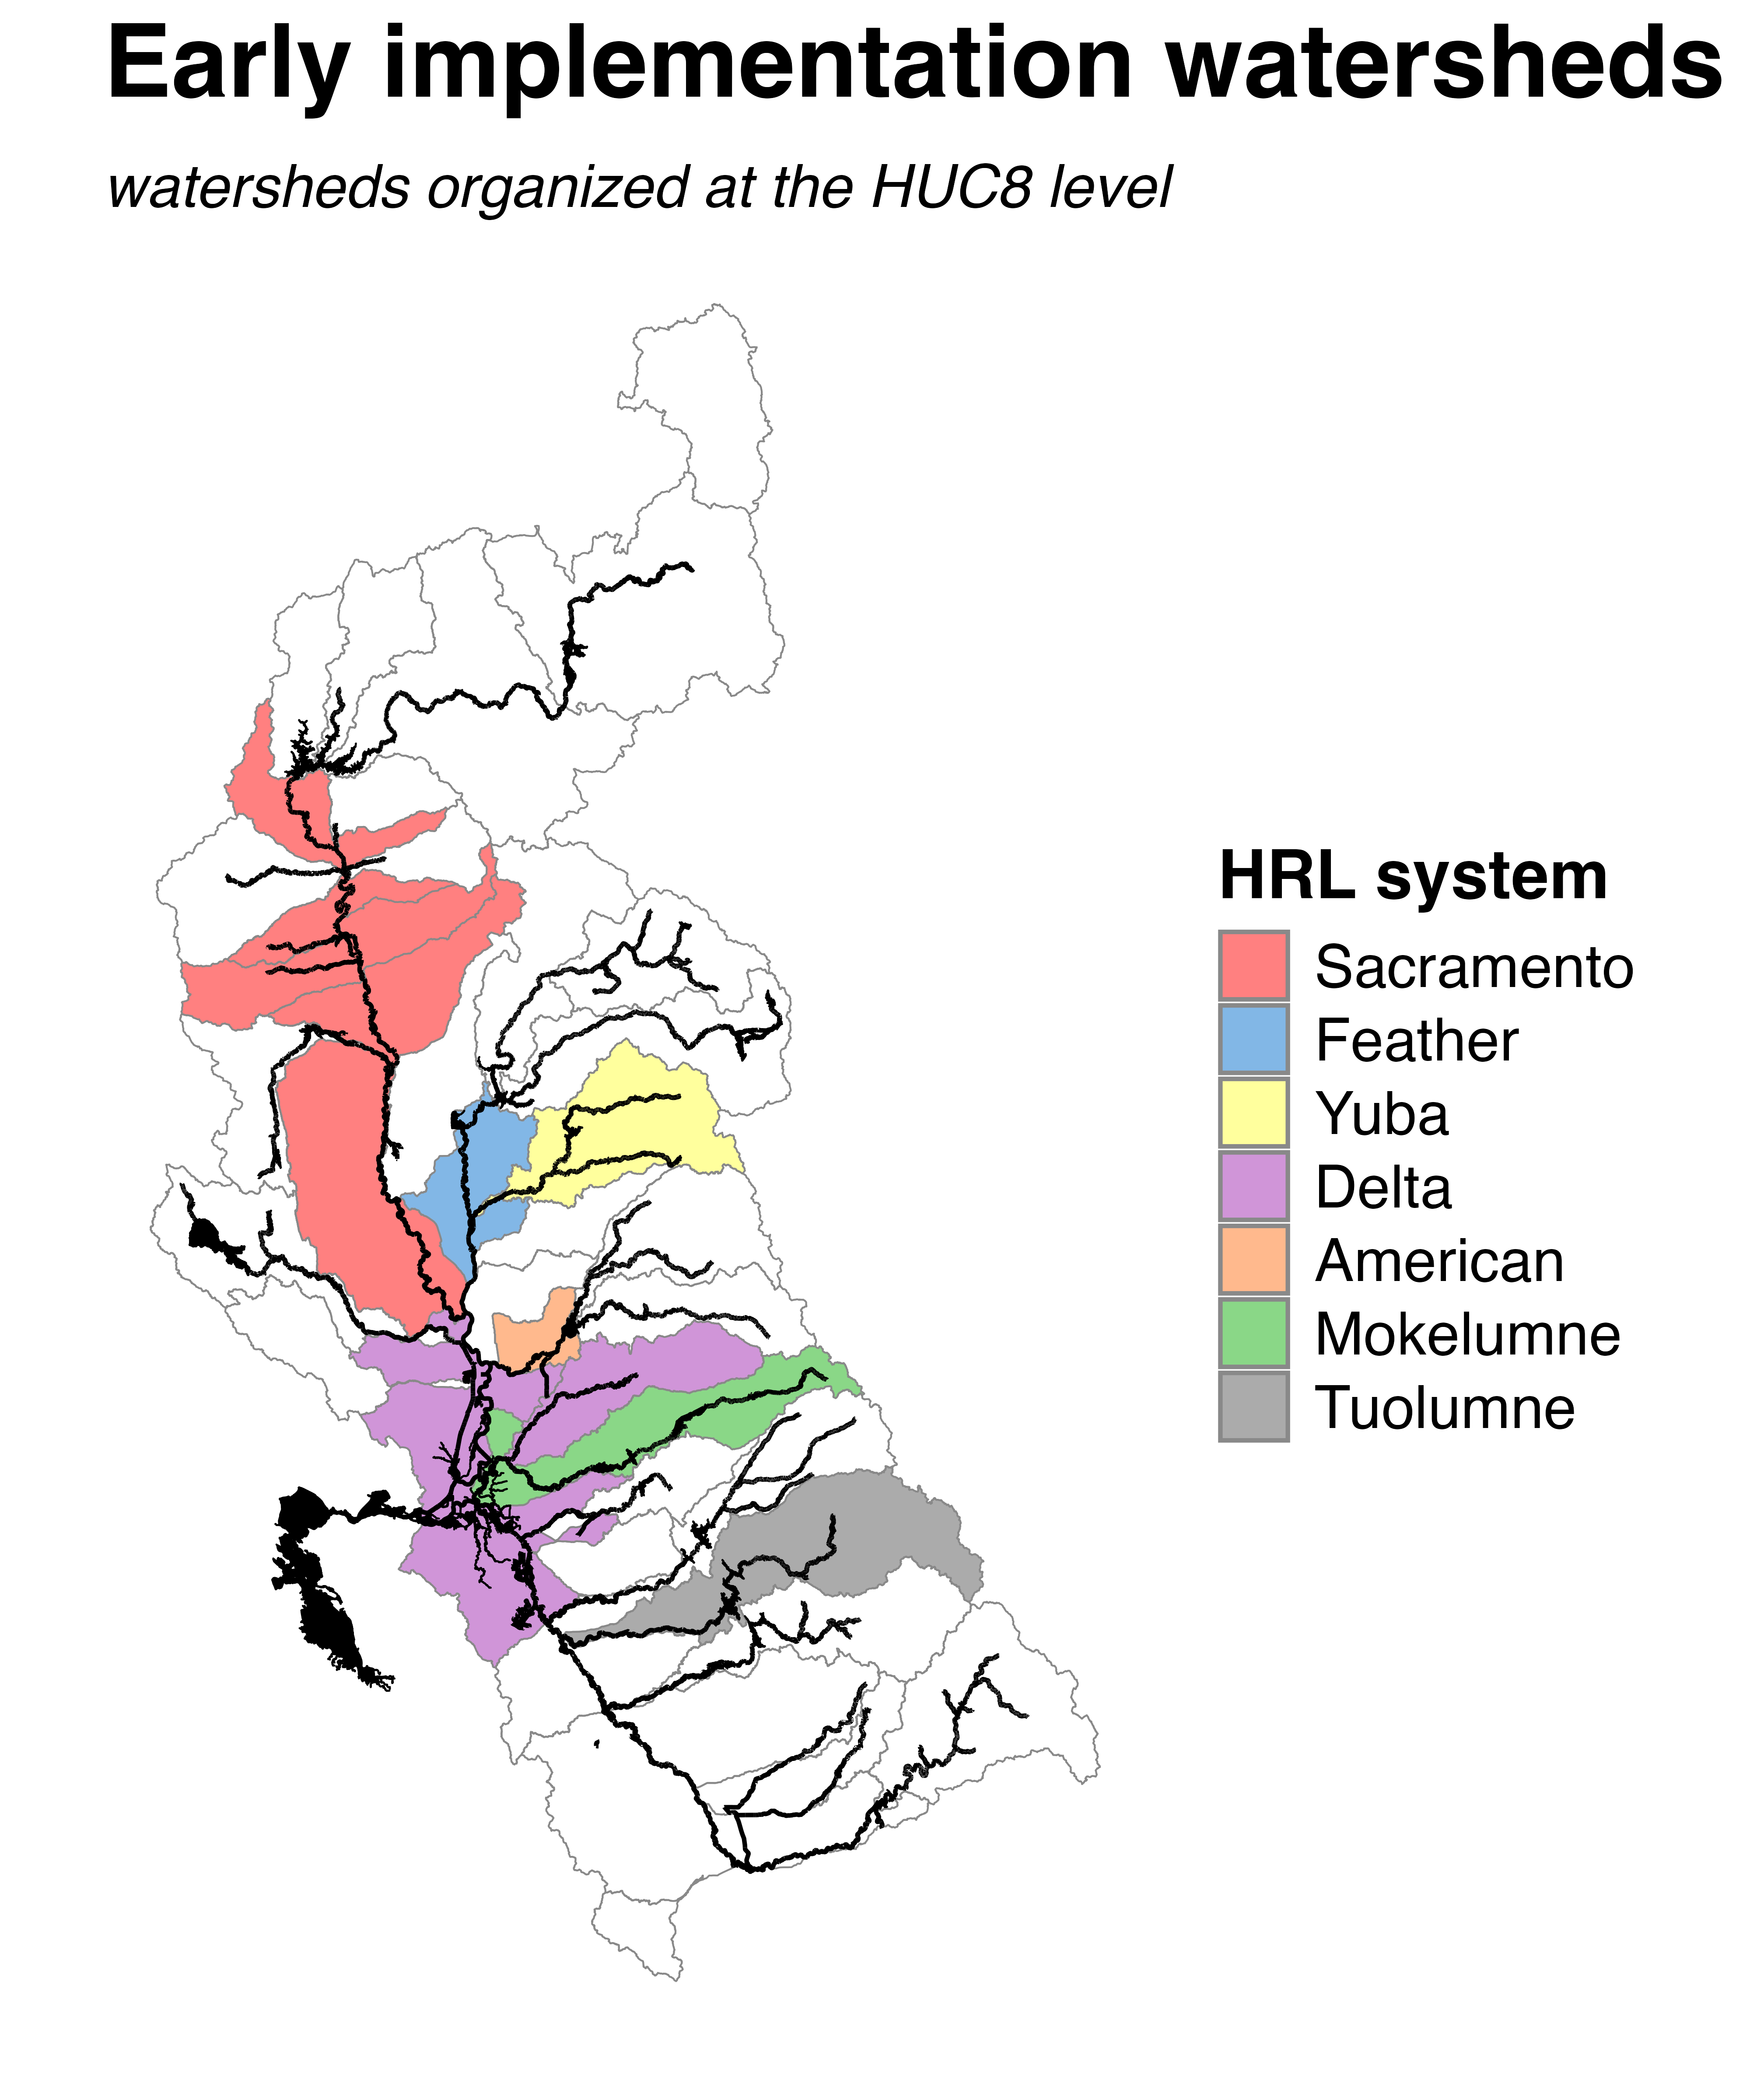 Early implementation watersheds
watersheds organized at the HUC8 level
HRL system
Sacramento
Feather
Yuba
Delta
American
Mokelumne
Tuolumne